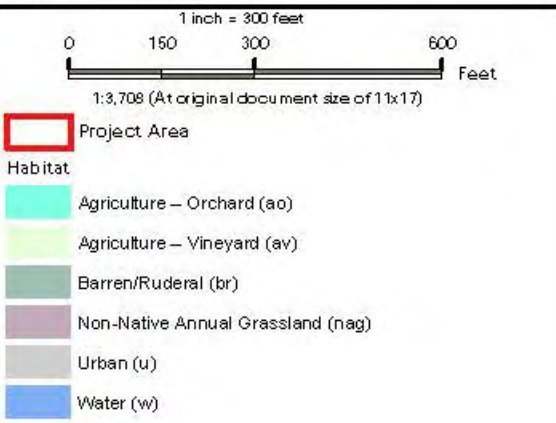 1 inch = 300 feet
0 150 300 600
Feet
1:3,708 (At original document size of 11x17)
Project Area
Habitat
Agriculture – Orchard (ao)
Agriculture – Vineyard (av)
Barren/Ruderal (br)
Non-Native Annual Grassland (nag)
Urban (u)
Water (w)